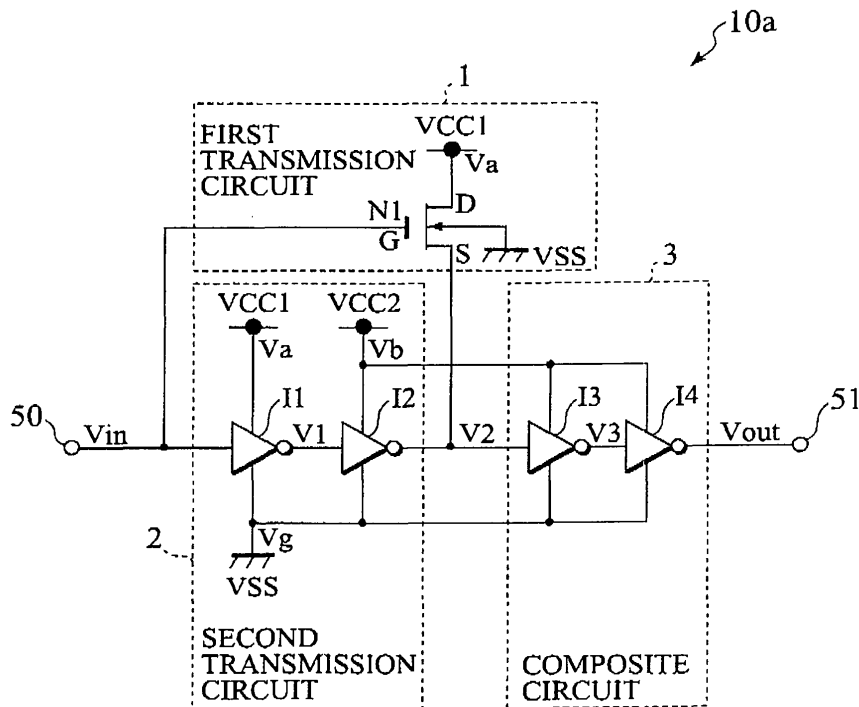 10a
1
FIRST
TRANSMISSION
CIRCUIT
VCC1
Va
N1
G
D
S
VSS
3
VCC1
Va
VCC2
Vb
50
Vin
I1
V1
I2
V2
I3
V3
I4
Vout
51
2
Vg
VSS
SECOND
TRANSMISSION
CIRCUIT
COMPOSITE
CIRCUIT